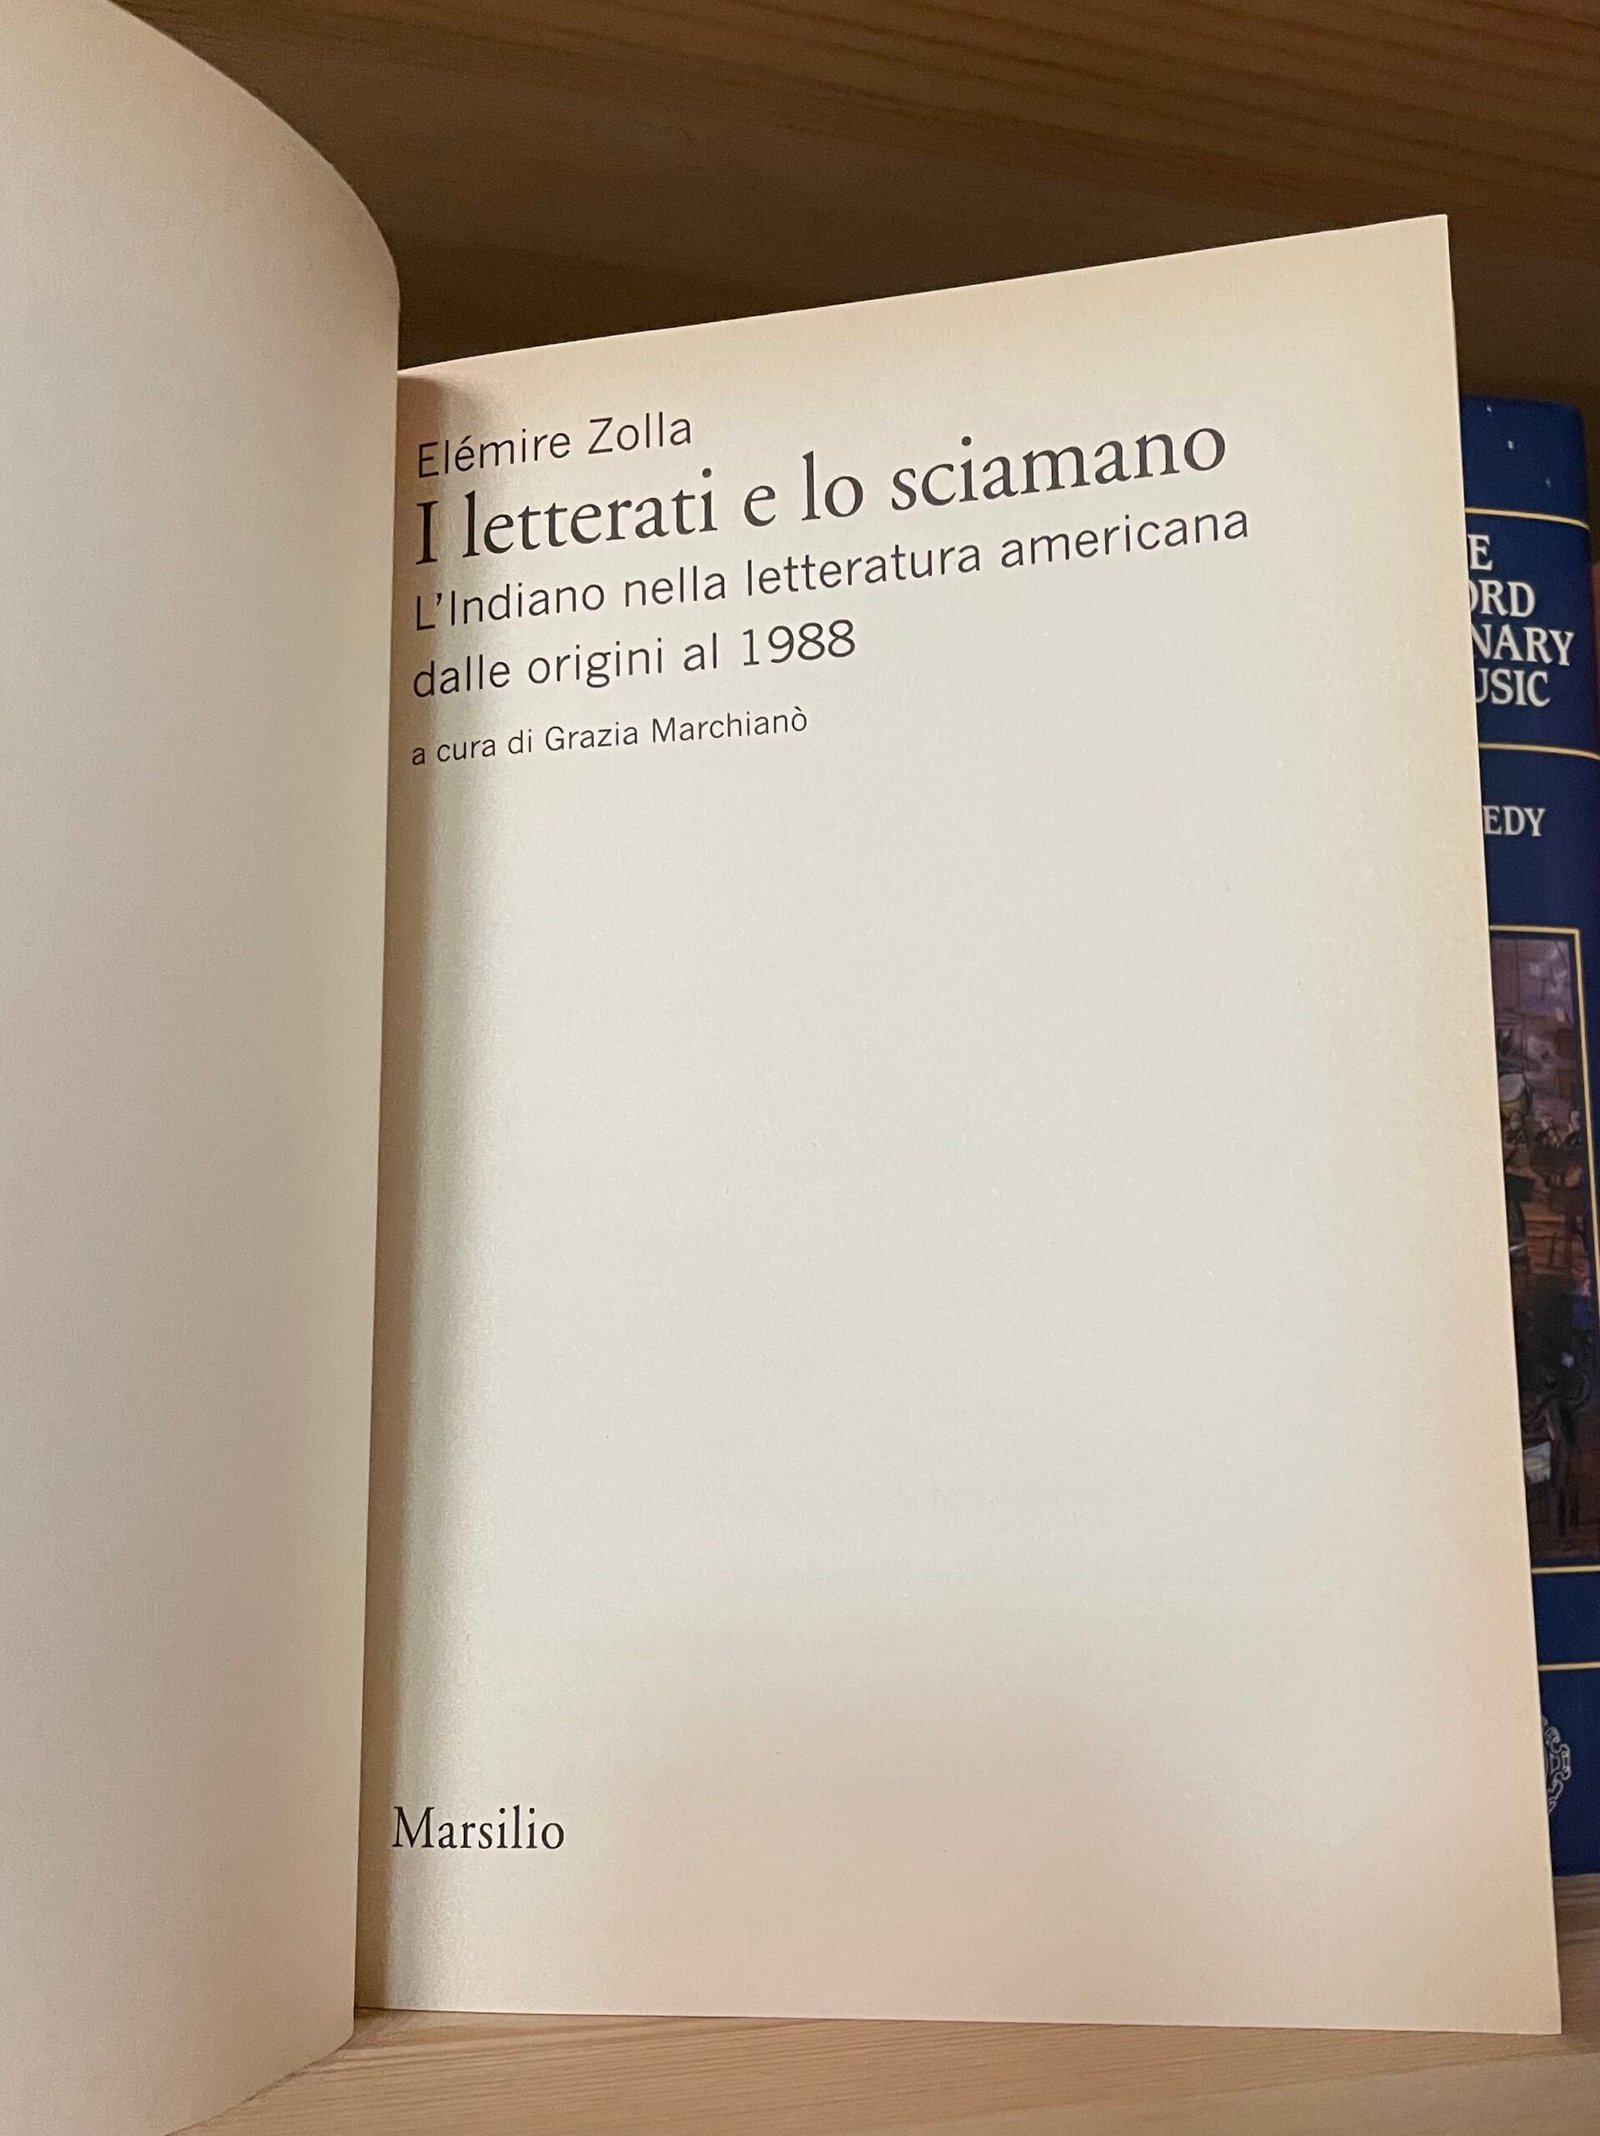 Elémire Zolla
I letterati e lo sciamano
L'Indiano nella letteratura americana
dalle origini al 1988
a cura di Grazia Marchianò
Marsilio